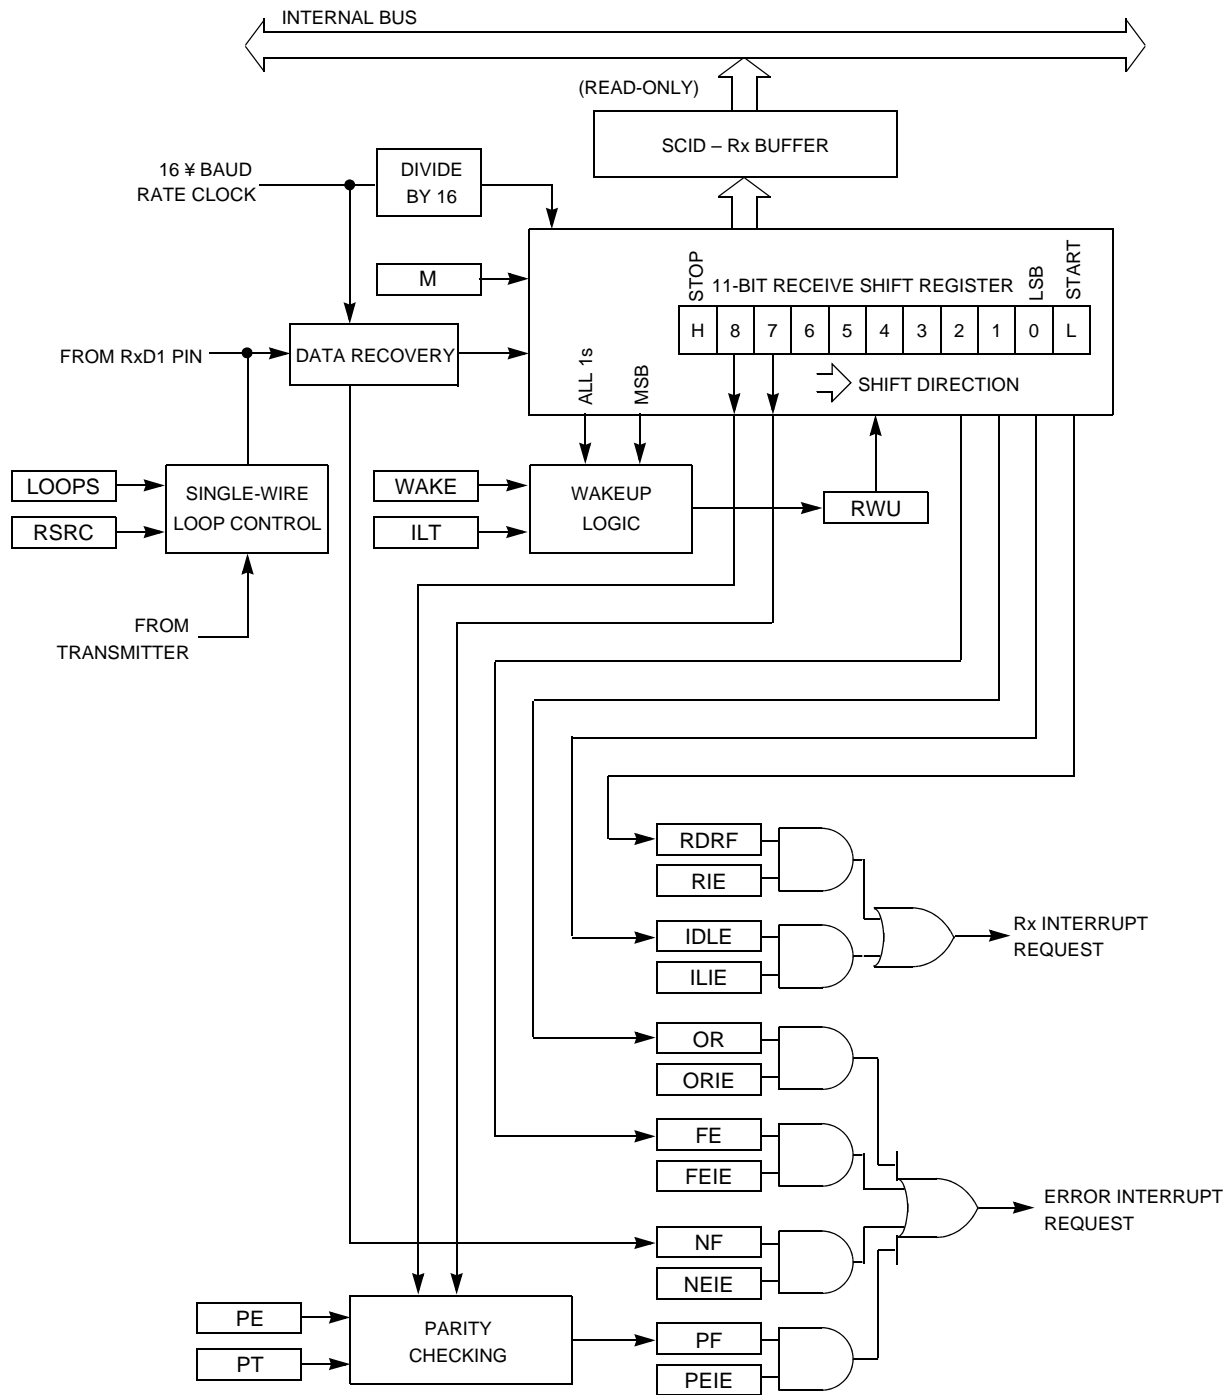 INTERNAL BUS
(READ-ONLY)
SCID – Rx BUFFER
16 ¥ BAUD
RATE CLOCK
DIVIDE
BY 16
M
STOP
11-BIT RECEIVE SHIFT REGISTER
LSB
START
H 8 7 6 5 4 3 2 1 0 L
FROM RxD1 PIN
DATA RECOVERY
ALL 1s
MSB
SHIFT DIRECTION
LOOPS
RSRC
SINGLE-WIRE
LOOP CONTROL
WAKE
ILT
WAKEUP
LOGIC
RWU
FROM
TRANSMITTER
RDRF
RIE
IDLE
ILIE
Rx INTERRUPT
REQUEST
OR
ORIE
FE
FEIE
ERROR INTERRUPT
REQUEST
NF
NEIE
PE
PT
PARITY
CHECKING
PF
PEIE